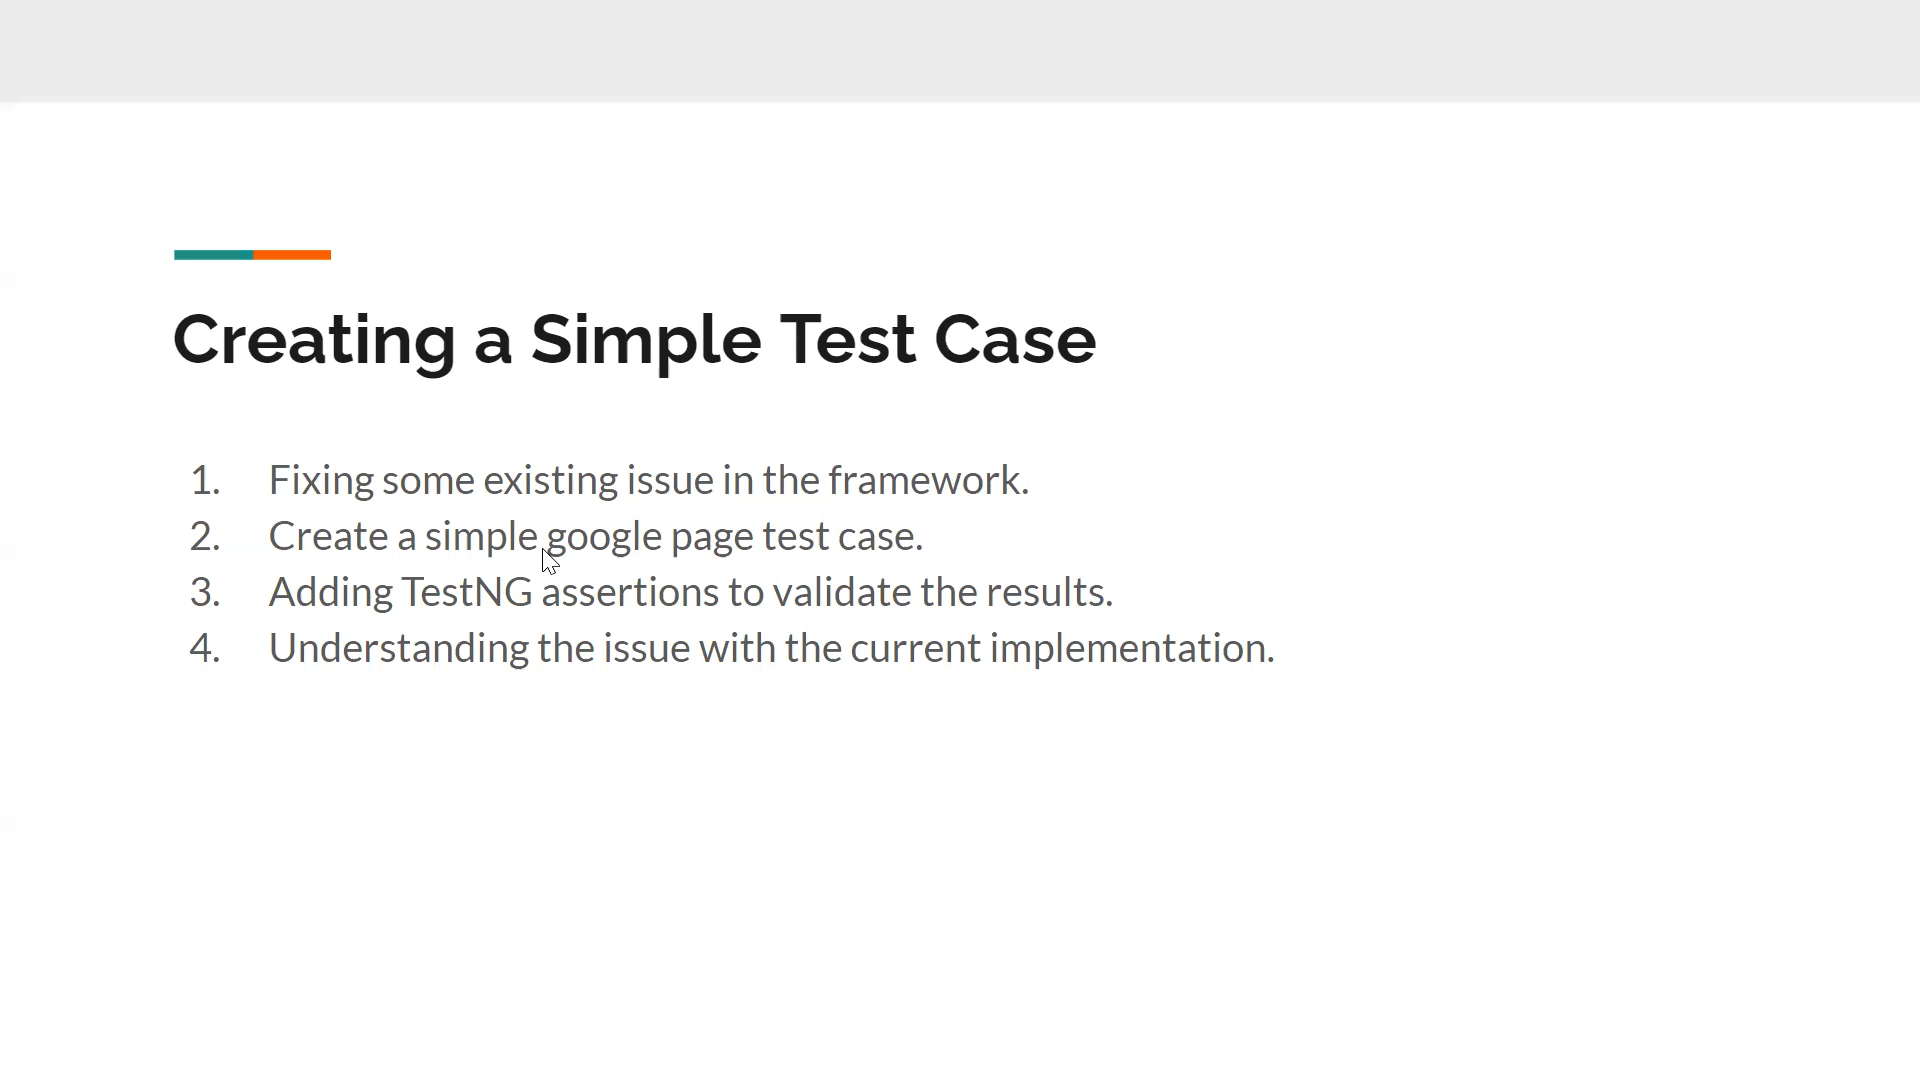 Creating a Simple Test Case
1. Fixing some existing issue in the framework.
2. Create a simple google page test case.
3. Adding TestNG assertions to validate the results.
4. Understanding the issue with the current implementation.